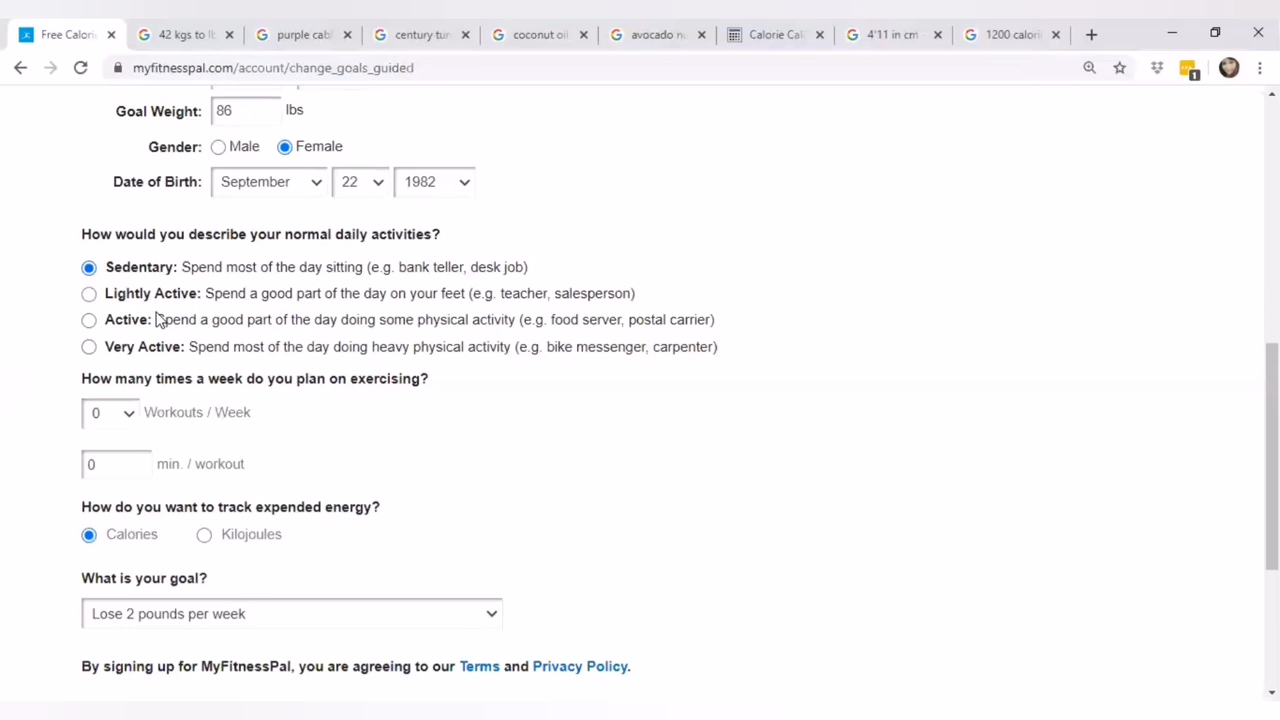 Free Calori
42 kgs to lb
purple cabl
century tun
coconut oil
avocado nu
Calorie Cal
4'11 in cm -
1200 calori
myfitnesspal.com/account/change_goals_guided
1
Goal Weight: 86 lbs
Gender: Male Female
Date of Birth: September 22 1982
How would you describe your normal daily activities?
Sedentary: Spend most of the day sitting (e.g. bank teller, desk job)
Lightly Active: Spend a good part of the day on your feet (e.g. teacher, salesperson)
Active: Spend a good part of the day doing some physical activity (e.g. food server, postal carrier)
Very Active: Spend most of the day doing heavy physical activity (e.g. bike messenger, carpenter)
How many times a week do you plan on exercising?
0 Workouts / Week
0 min. / workout
How do you want to track expended energy?
Calories Kilojoules
What is your goal?
Lose 2 pounds per week
By signing up for MyFitnessPal, you are agreeing to our Terms and Privacy Policy.